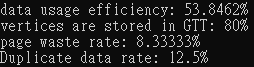 data usage efficiency: 53.8462%
vertices are stored in GTT: 80%
page waste rate: 8.33333%
Duplicate data rate: 12.5%